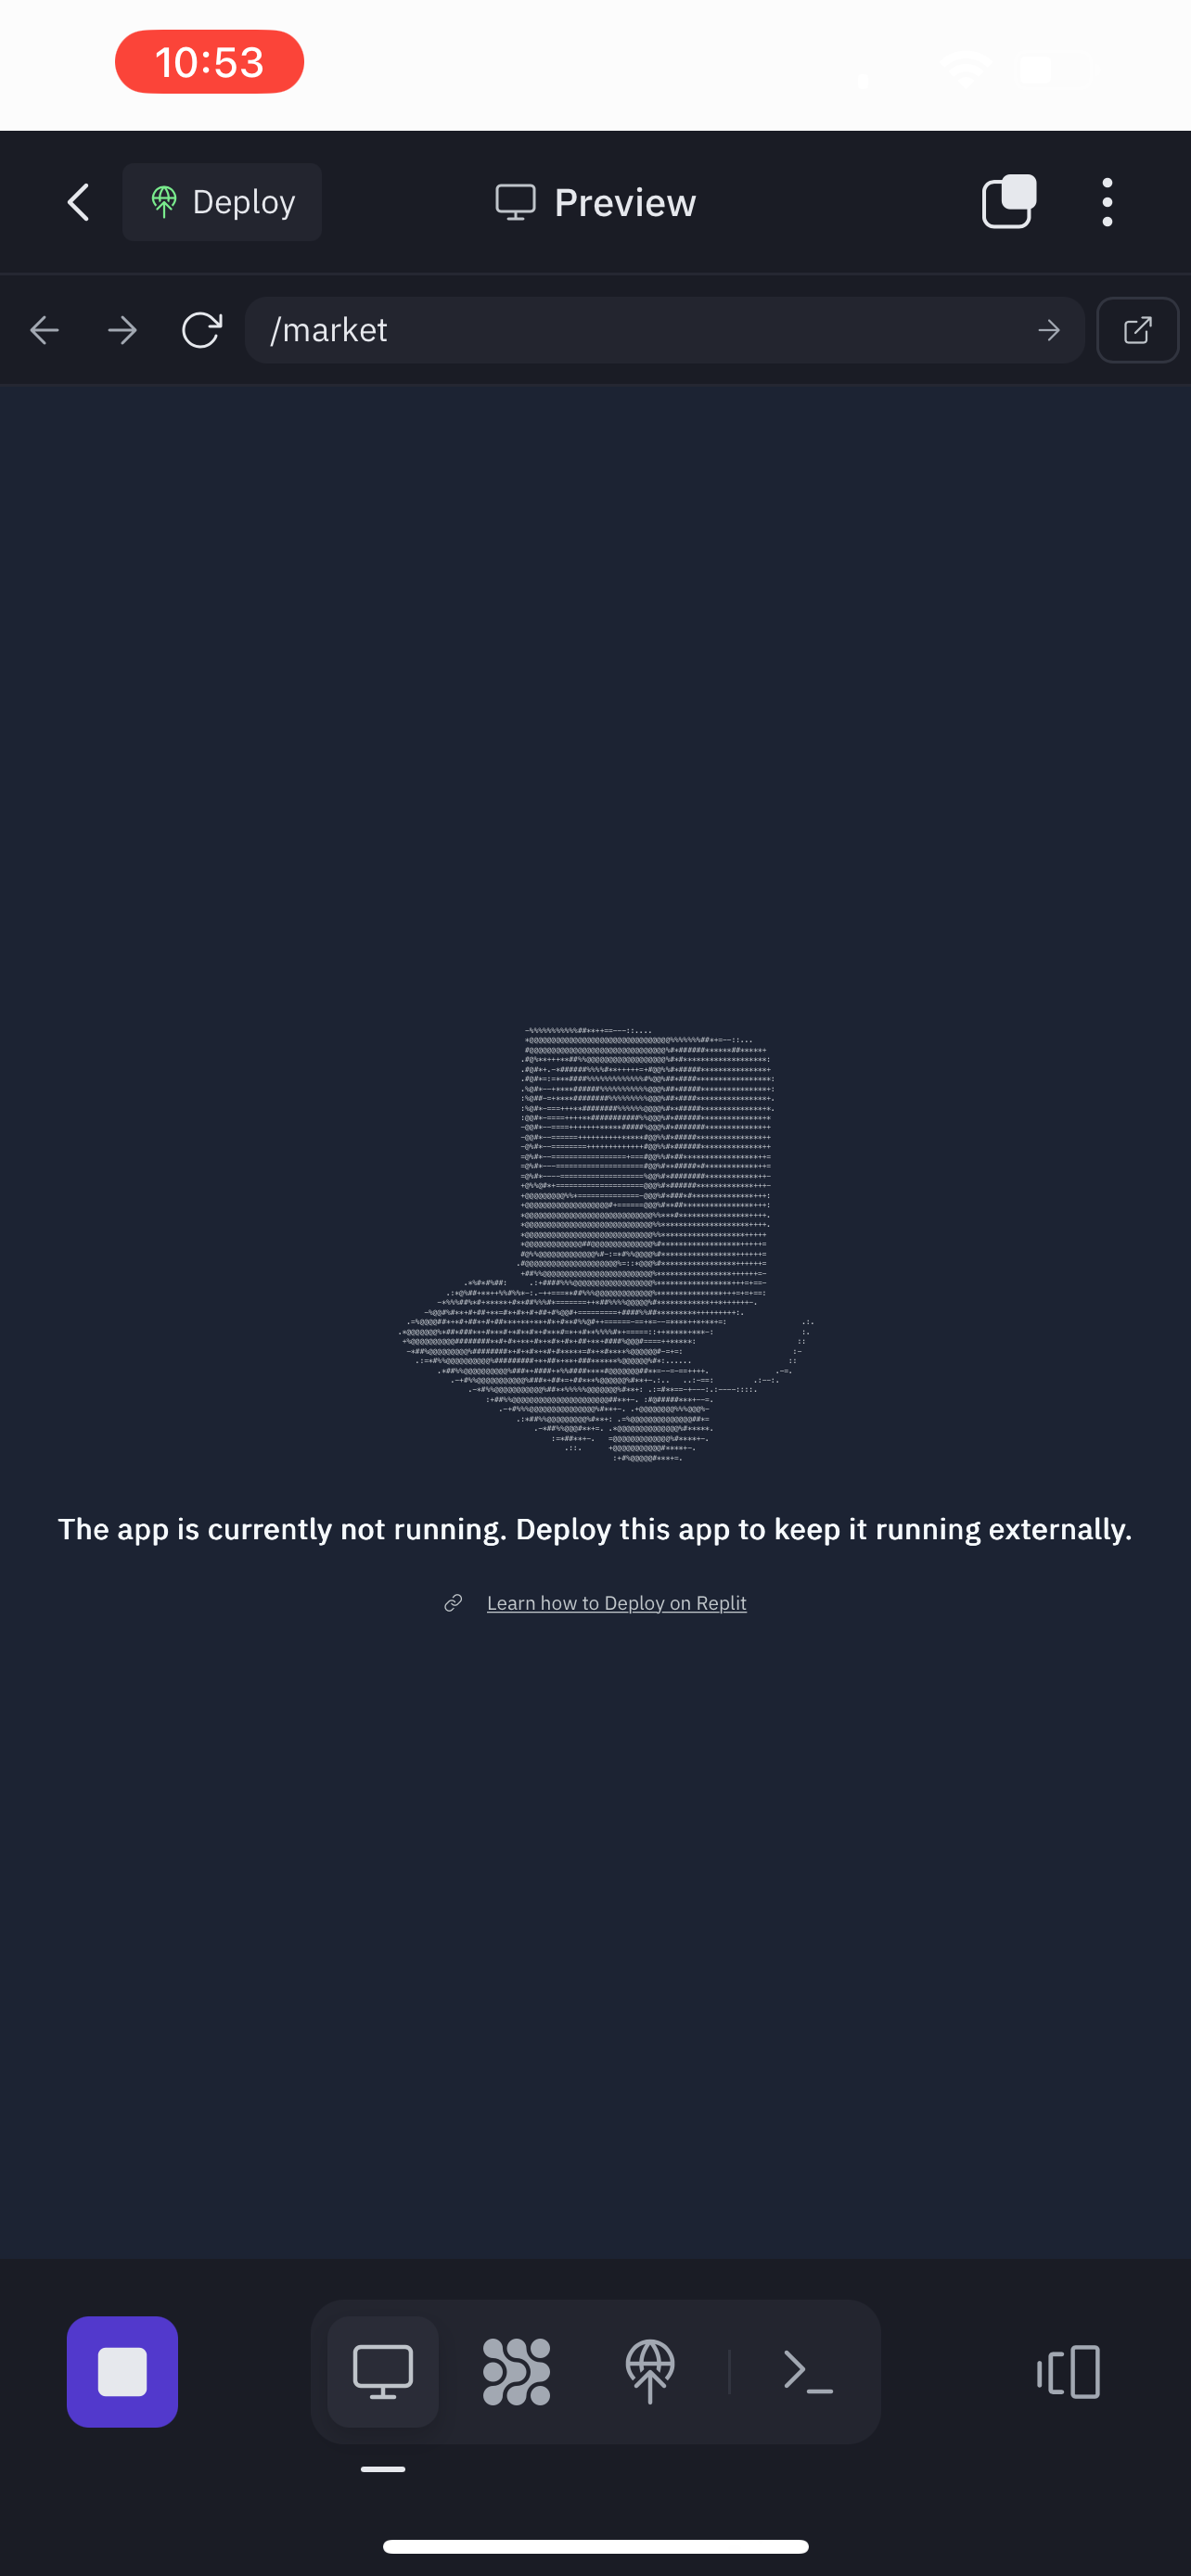 10:53
Deploy
Preview
/market
The app is currently not running. Deploy this app to keep it running externally.
Learn how to Deploy on Replit